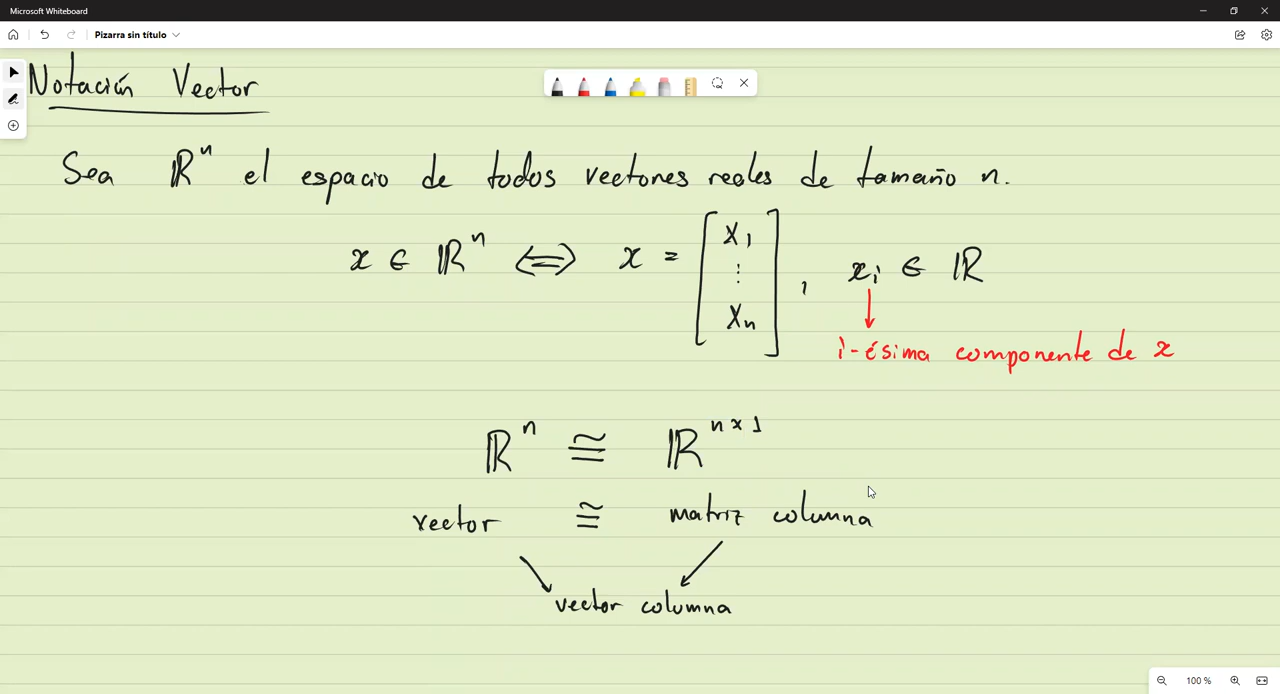 Microsoft Whiteboard
Pizarra sin título
Notación Vector
Sea ℝⁿ el espacio de todos vectores reales de tamaño n.
x ∈ ℝⁿ ⟺ x = [x₁ ⋮ xₙ] , xᵢ ∈ ℝ
i-ésima componente de x
ℝⁿ ≅ ℝⁿˣ¹
vector ≅ matriz columna
vector columna
100 %